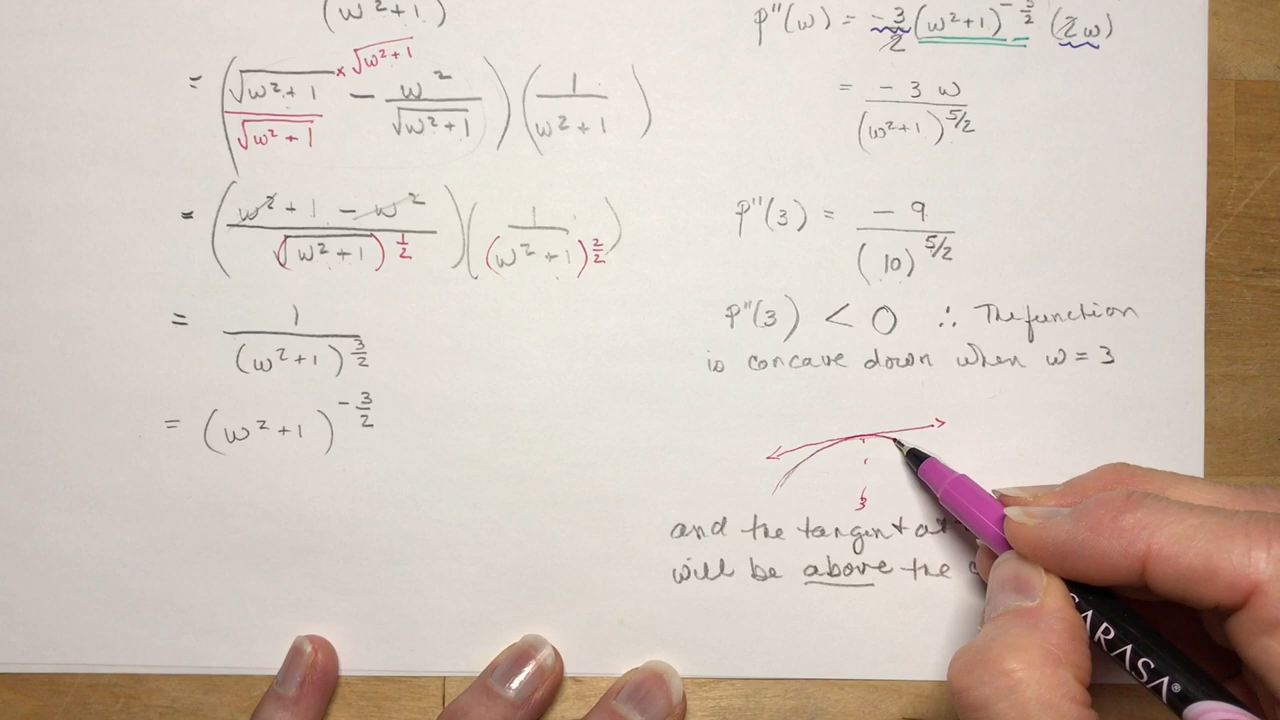 (w²+1)
= (√w²+1 × √w²+1 / √w²+1 − w² / √w²+1) (1 / w²+1)
= (w² + 1 − w² / √(w²+1)^1/2) (1 / (w²+1)^2/2)
= 1 / (w²+1)^3/2
= (w²+1)^−3/2
p''(w) = −3/2 (w²+1)
(2w)
= −3w / (w²+1)^5/2
p''(3) = −9 / (10)^5/2
p''(3) < 0 ∴ The function
is concave down when w = 3
3
and the tangent at
will be above the
SARASA®